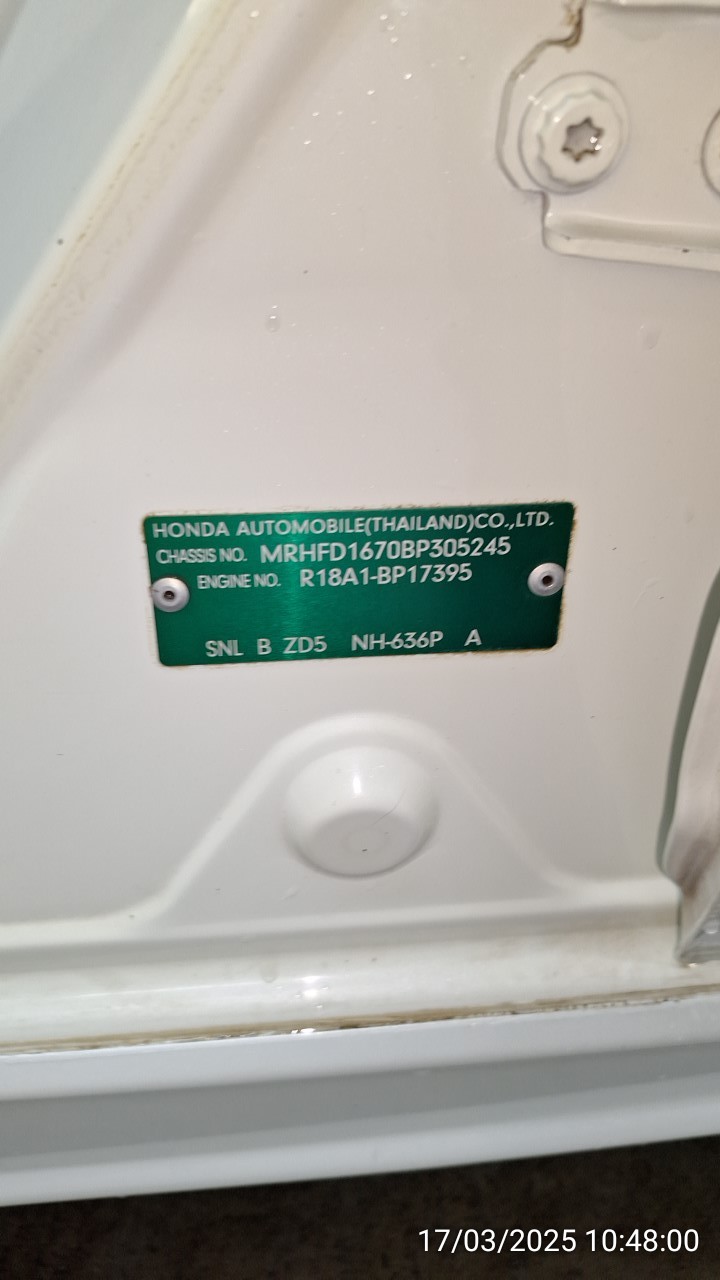 HONDA AUTOMOBILE(THAILAND)CO.,LTD.
CHASSIS NO. MRHFD1670BP305245
ENGINE NO. R18A1-BP17395
SNL B ZD5 NH-636P A
17/03/2025 10:48:00